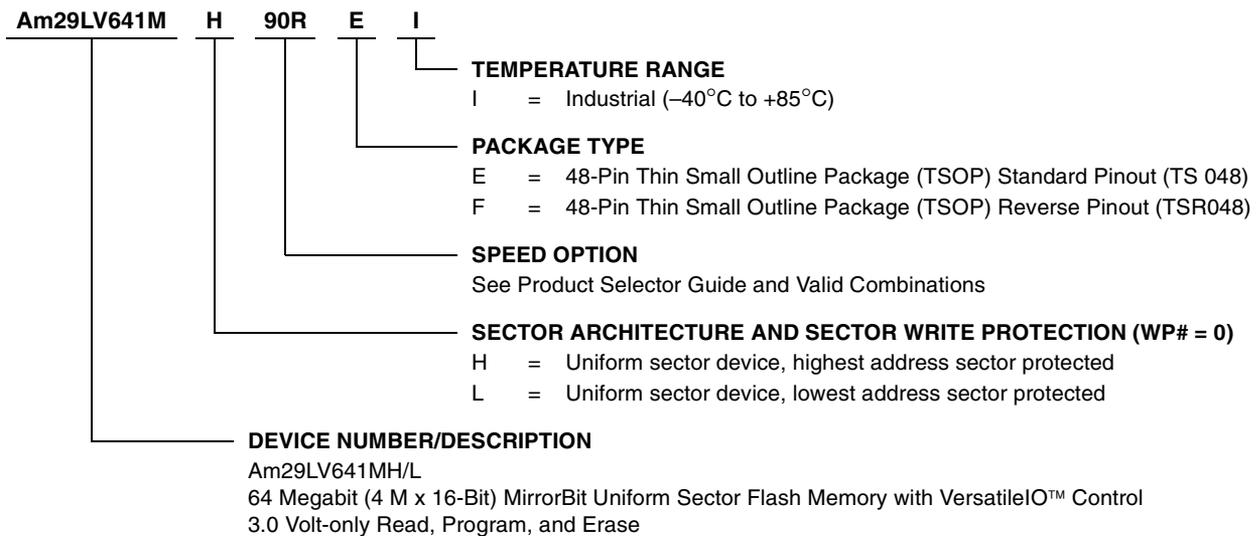 Am29LV641M H 90R E I
TEMPERATURE RANGE
I = Industrial (–40°C to +85°C)
PACKAGE TYPE
E = 48-Pin Thin Small Outline Package (TSOP) Standard Pinout (TS 048)
F = 48-Pin Thin Small Outline Package (TSOP) Reverse Pinout (TSR048)
SPEED OPTION
See Product Selector Guide and Valid Combinations
SECTOR ARCHITECTURE AND SECTOR WRITE PROTECTION (WP# = 0)
H = Uniform sector device, highest address sector protected
L = Uniform sector device, lowest address sector protected
DEVICE NUMBER/DESCRIPTION
Am29LV641MH/L
64 Megabit (4 M x 16-Bit) MirrorBit Uniform Sector Flash Memory with VersatileIO™ Control
3.0 Volt-only Read, Program, and Erase